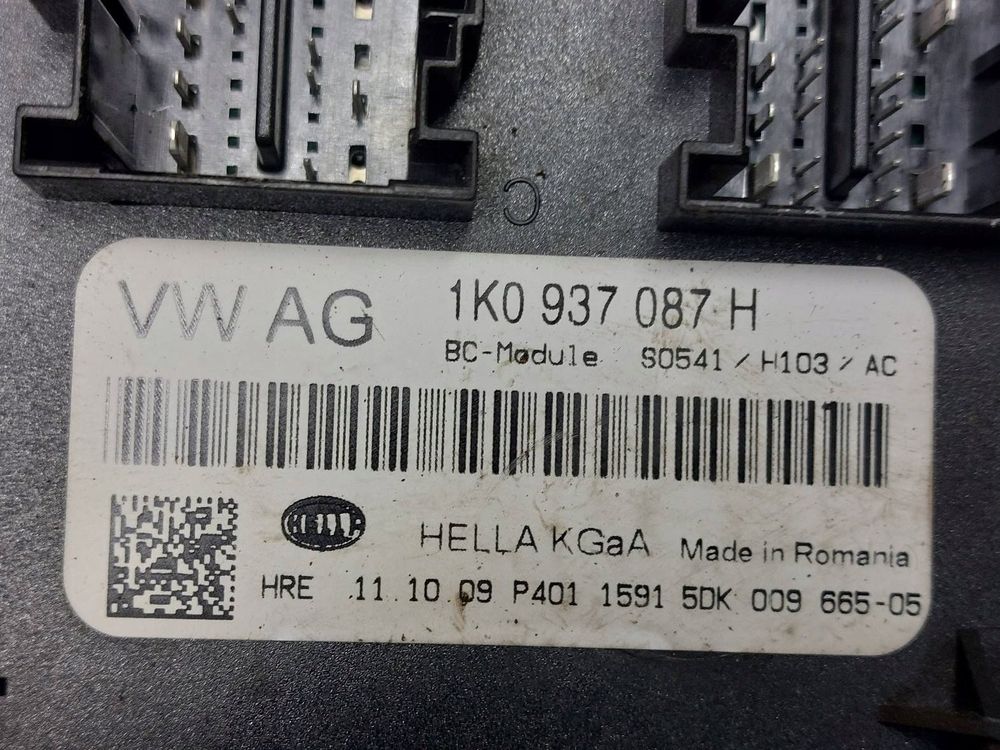 C
VW AG 1K0 937 087 H
BC-Module S0541 / H103 / AC
HELLA HELLA KGaA Made in Romania
HRE 11 10 09 P401 1591 5DK 009 665-05